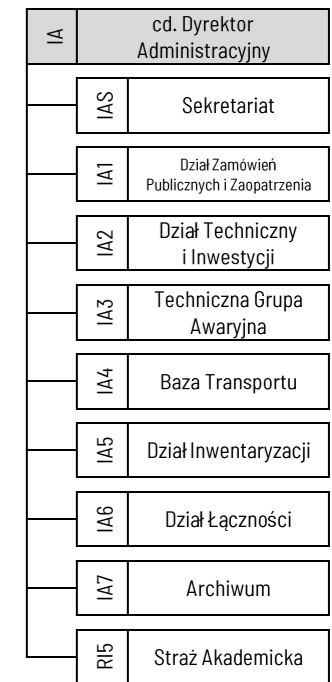 IA
cd. Dyrektor
Administracyjny
IAS
Sekretariat
IA1
Dział Zamówień
Publicznych i Zaopatrzenia
IA2
Dział Techniczny
i Inwestycji
IA3
Techniczna Grupa
Awaryjna
IA4
Baza Transportu
IA5
Dział Inwentaryzacji
IA6
Dział Łączności
IA7
Archiwum
RI5
Straż Akademicka